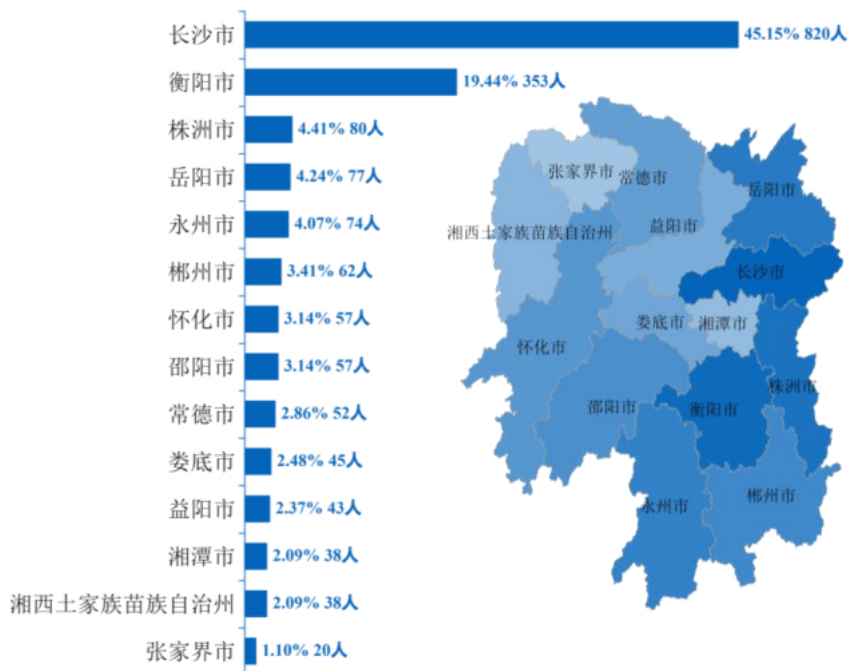 长沙市
45.15% 820人
衡阳市
19.44% 353人
株洲市
4.41% 80人
岳阳市
4.24% 77人
永州市
4.07% 74人
郴州市
3.41% 62人
怀化市
3.14% 57人
邵阳市
3.14% 57人
常德市
2.86% 52人
娄底市
2.48% 45人
益阳市
2.37% 43人
湘潭市
2.09% 38人
湘西土家族苗族自治州
2.09% 38人
张家界市
1.10% 20人
张家界市
常德市
岳阳市
益阳市
湘西土家族苗族自治州
长沙市
娄底市
湘潭市
怀化市
株洲市
邵阳市
衡阳市
郴州市
永州市